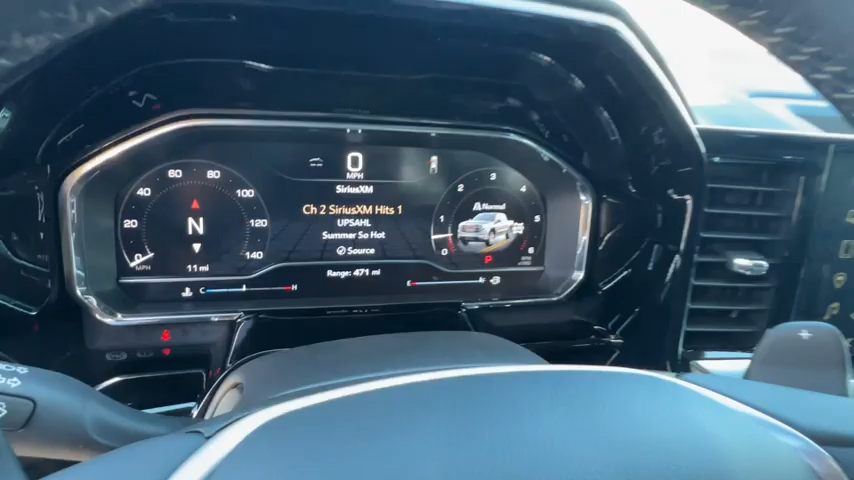 0
MPH
SiriusXM
Ch 2 SiriusXM Hits 1
UPSAHL
Summer So Hot
Source
Range: 471 mi
0
20
40
60
80
100
120
140
N
MPH
11 mi
C
H
0
1
2
3
4
5
6
Normal
P
E
F